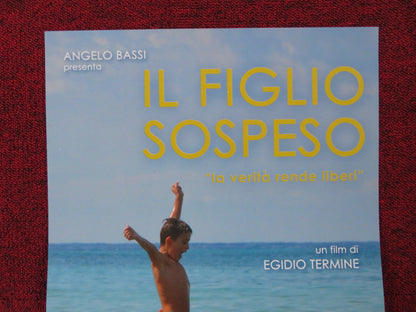 ANGELO BASSI
presenta
IL FIGLIO
SOSPESO
"la verità rende liberi"
un film di
EGIDIO TERMINE